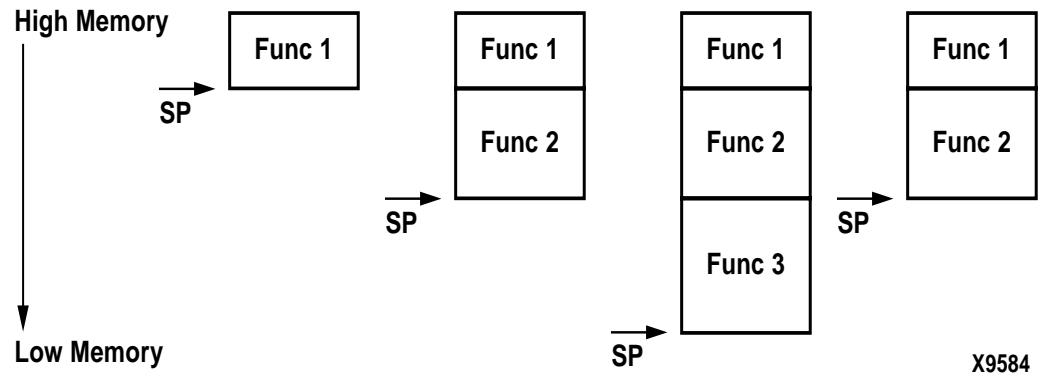 High Memory
Func 1
Func 1
Func 1
Func 1
SP
Func 2
Func 2
Func 2
SP
SP
Func 3
Low Memory
SP
X9584